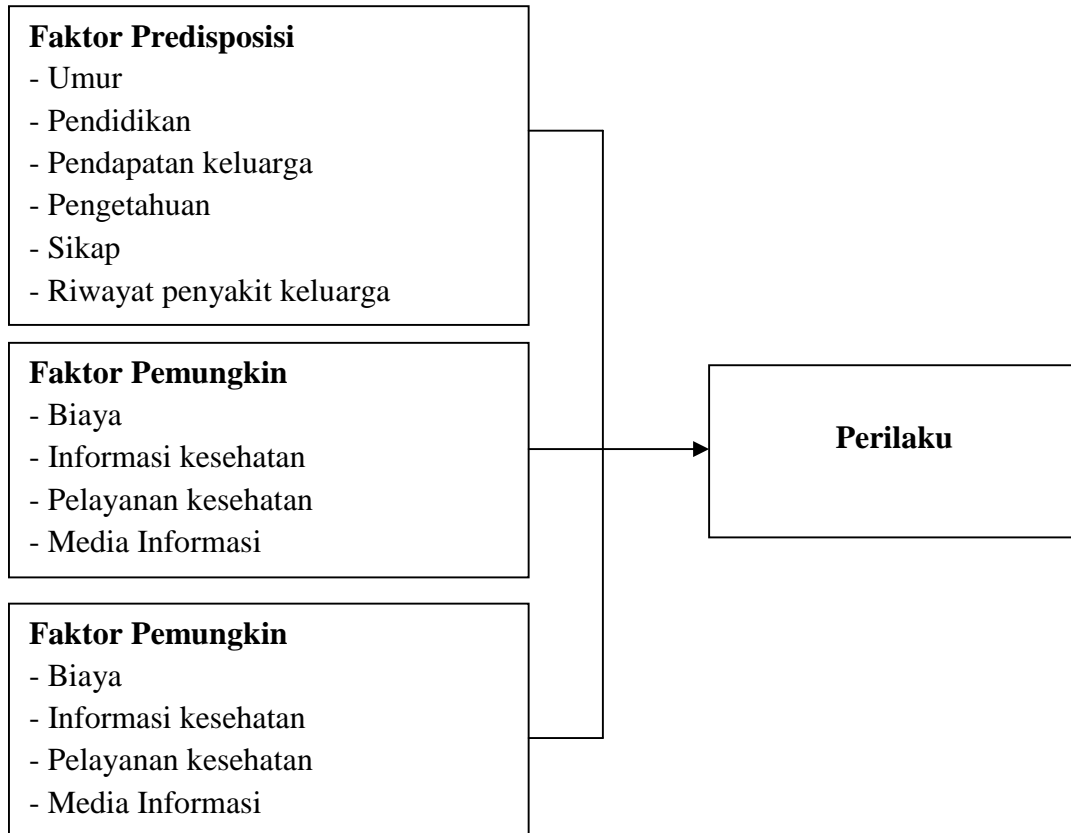 Faktor Predisposisi
- Umur
- Pendidikan
- Pendapatan keluarga
- Pengetahuan
- Sikap
- Riwayat penyakit keluarga
Faktor Pemungkin
- Biaya
- Informasi kesehatan
- Pelayanan kesehatan
- Media Informasi
Faktor Pemungkin
- Biaya
- Informasi kesehatan
- Pelayanan kesehatan
- Media Informasi
Perilaku